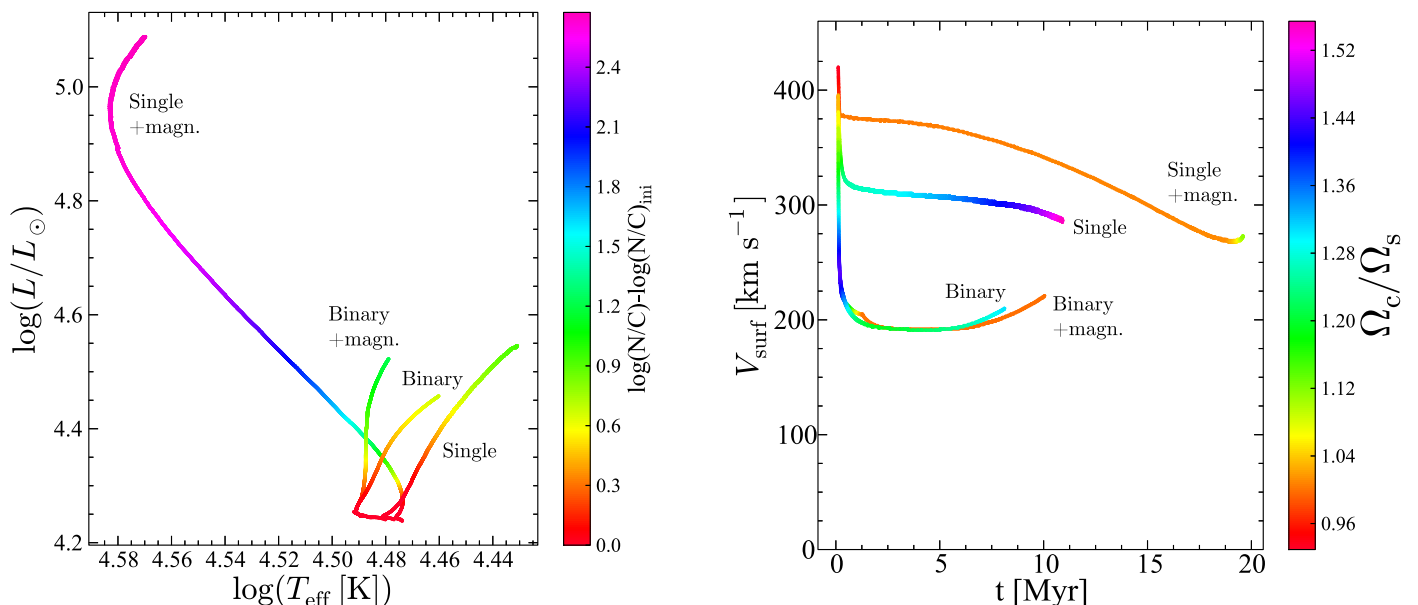 log(L/L⊙)
5.0
4.8
4.6
4.4
4.2
Single
+magn.
Binary
+magn.
Binary
Single
4.58 4.56 4.54 4.52 4.50 4.48 4.46 4.44
log(Teff [K])
2.4
2.1
1.8
1.5
1.2
0.9
0.6
0.3
0.0
log(N/C)-log(N/C)ini
Vsurf [km s−1]
400
300
200
100
0
Single
+magn.
Single
Binary
Binary
+magn.
0 5 10 15 20
t [Myr]
1.52
1.44
1.36
1.28
1.20
1.12
1.04
0.96
Ωc/Ωs